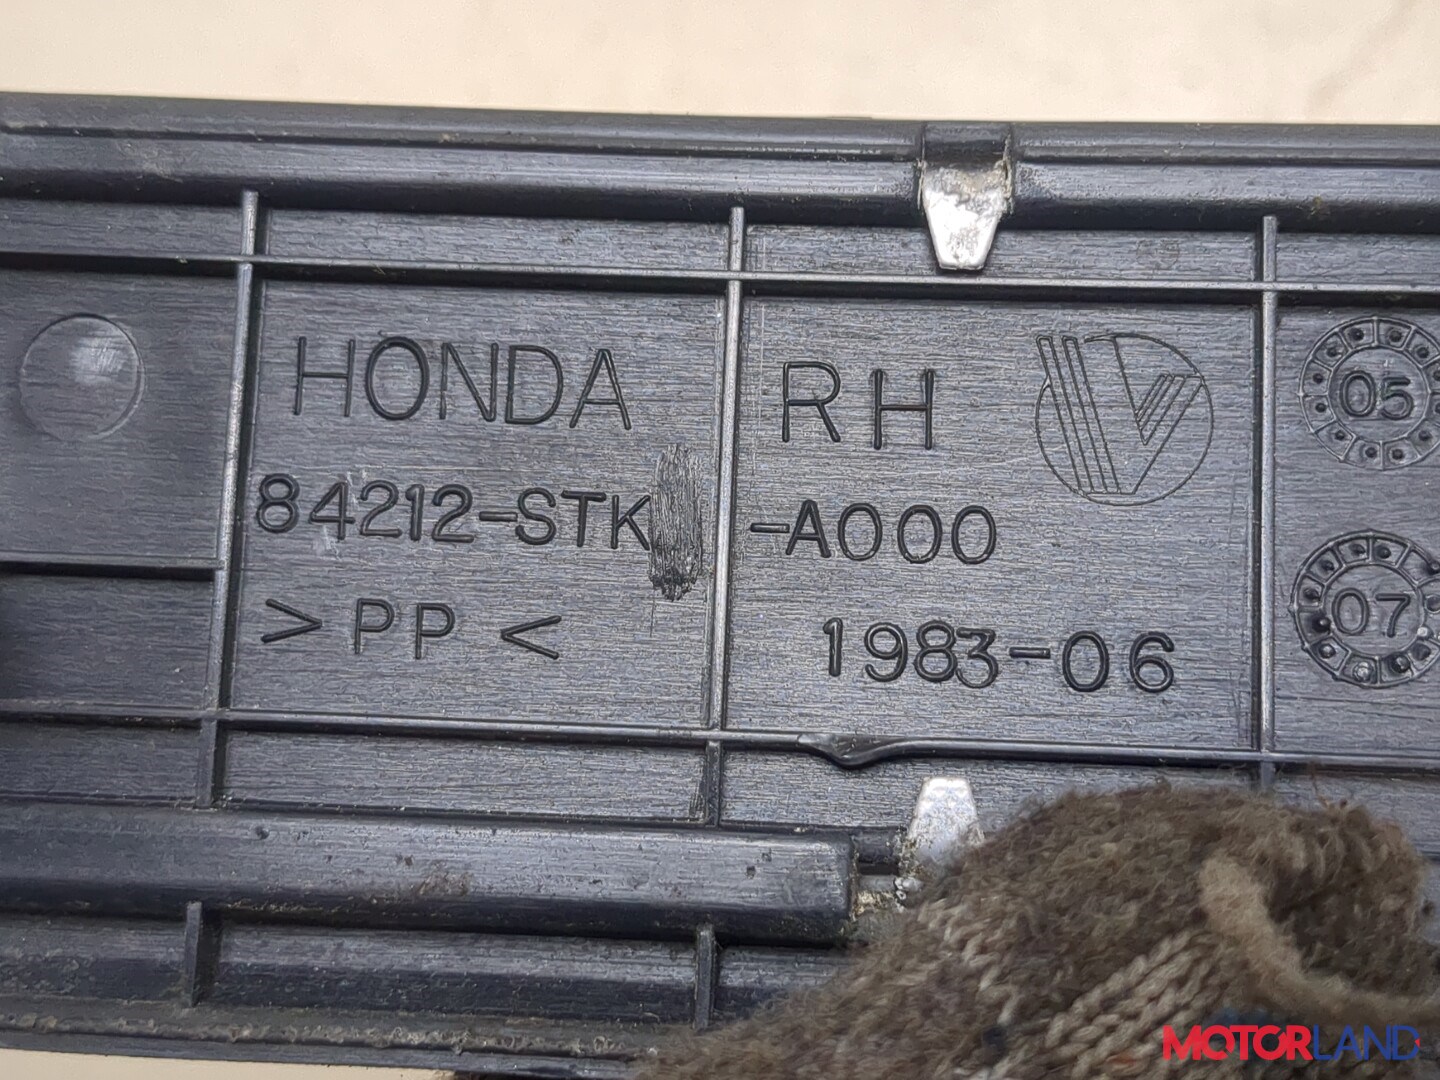 HONDA RH
84212-STK -A000
>PP<
1983-06
05
07
MOTORLAND